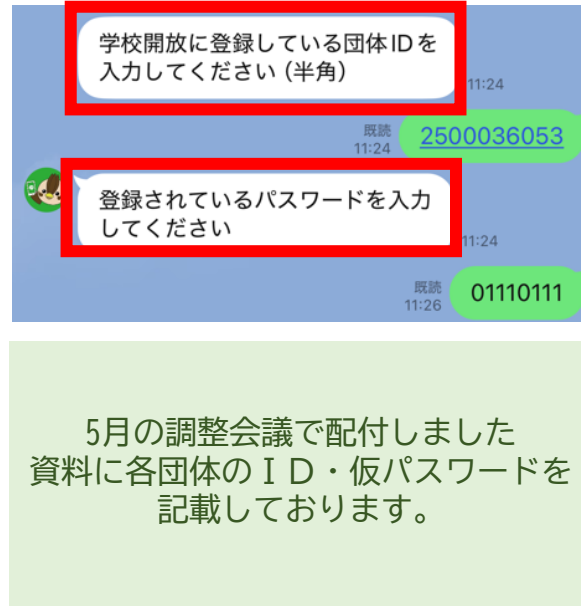 学校開放に登録している団体IDを
入力してください（半角）
11:24
既読
11:24
2500036053
登録されているパスワードを入力
してください
11:24
既読
11:26
01110111
5月の調整会議で配付しました
資料に各団体のＩＤ・仮パスワードを
記載しております。